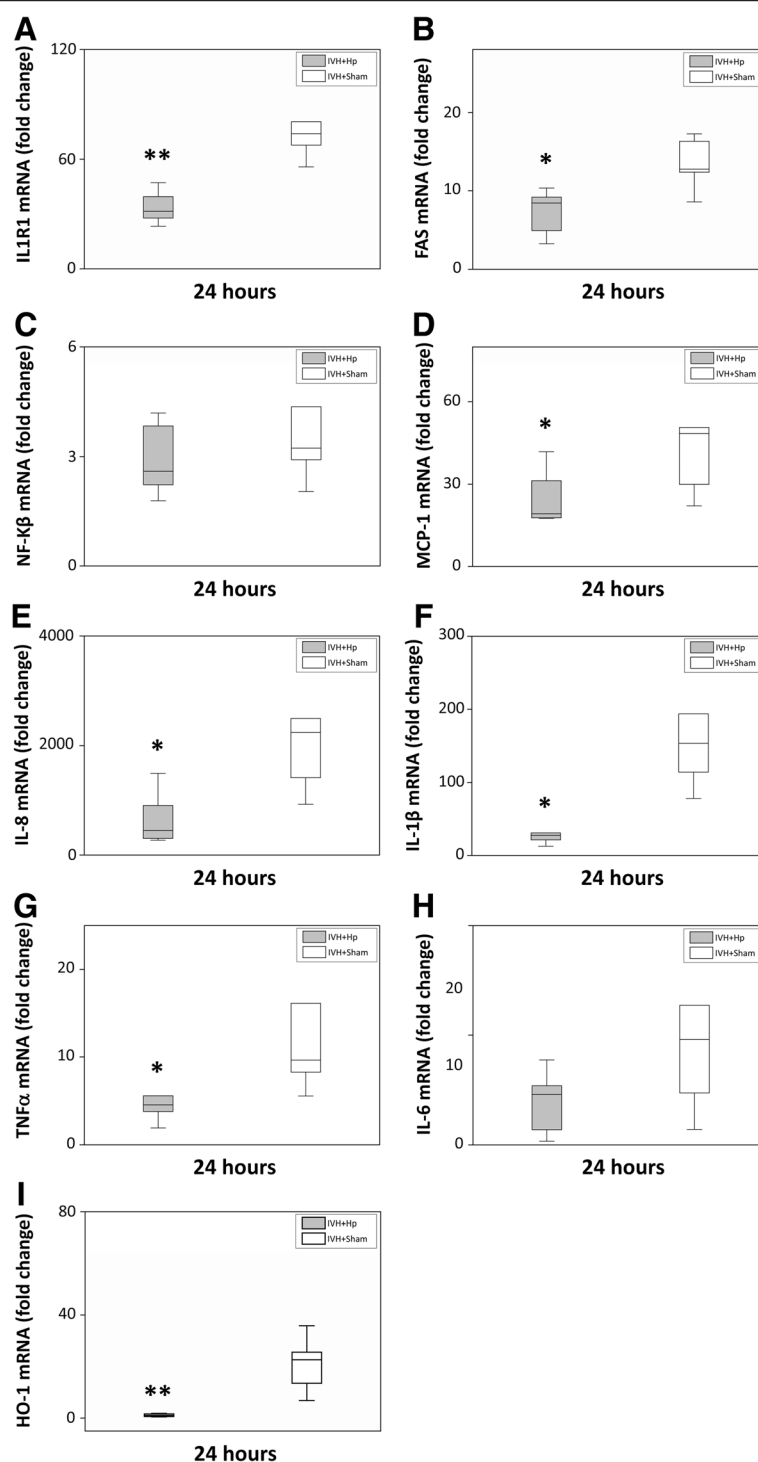 A
IL1R1 mRNA (fold change)
120
60
0
**
IVH+Hp
IVH+Sham
24 hours
B
FAS mRNA (fold change)
20
10
0
*
IVH+Hp
IVH+Sham
24 hours
C
NF-Kβ mRNA (fold change)
6
3
0
IVH+Hp
IVH+Sham
24 hours
D
MCP-1 mRNA (fold change)
60
30
0
*
IVH+Hp
IVH+Sham
24 hours
E
IL-8 mRNA (fold change)
4000
2000
0
*
IVH+Hp
IVH+Sham
24 hours
F
IL-1β mRNA (fold change)
300
200
100
0
*
IVH+Hp
IVH+Sham
24 hours
G
TNFα mRNA (fold change)
20
10
0
*
IVH+Hp
IVH+Sham
24 hours
H
IL-6 mRNA (fold change)
20
10
0
IVH+Hp
IVH+Sham
24 hours
I
HO-1 mRNA (fold change)
80
40
0
**
IVH+Hp
IVH+Sham
24 hours